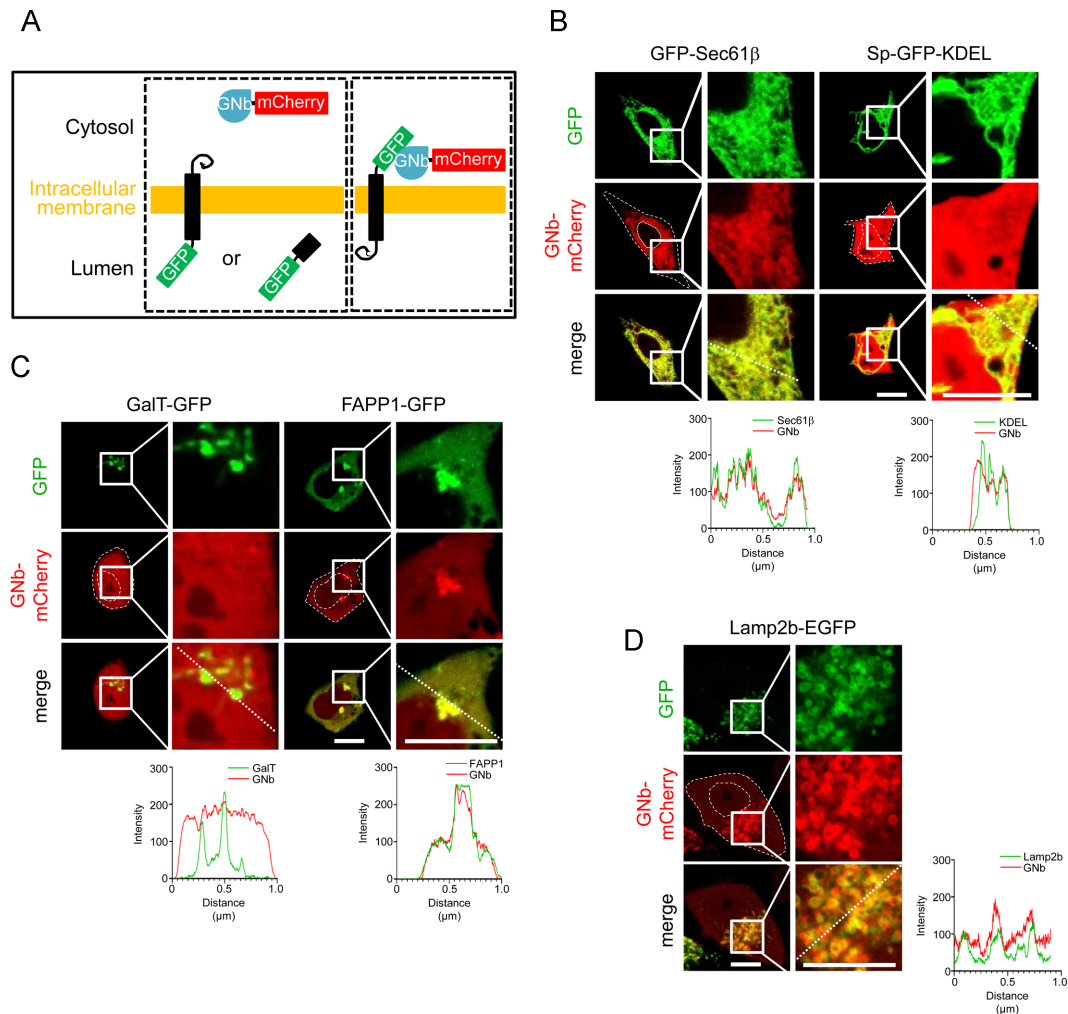 A
GNb
mCherry
Cytosol
GFP
GNb
mCherry
Intracellular
membrane
Lumen
GFP
or
GFP
B
GFP-Sec61β
Sp-GFP-KDEL
GFP
GNb-
mCherry
merge
Sec61β
GNb
300
200
100
0
Intensity
0
0.5
1.0
Distance
(μm)
KDEL
GNb
300
200
100
0
Intensity
0
0.5
1.0
Distance
(μm)
C
GalT-GFP
FAPP1-GFP
GFP
GNb-
mCherry
merge
GalT
GNb
300
200
100
0
Intensity
0
0.5
1.0
Distance
(μm)
FAPP1
GNb
300
200
100
0
Intensity
0
0.5
1.0
Distance
(μm)
D
Lamp2b-EGFP
GFP
GNb-
mCherry
merge
Lamp2b
GNb
300
200
100
0
Intensity
0
0.5
1.0
Distance
(μm)